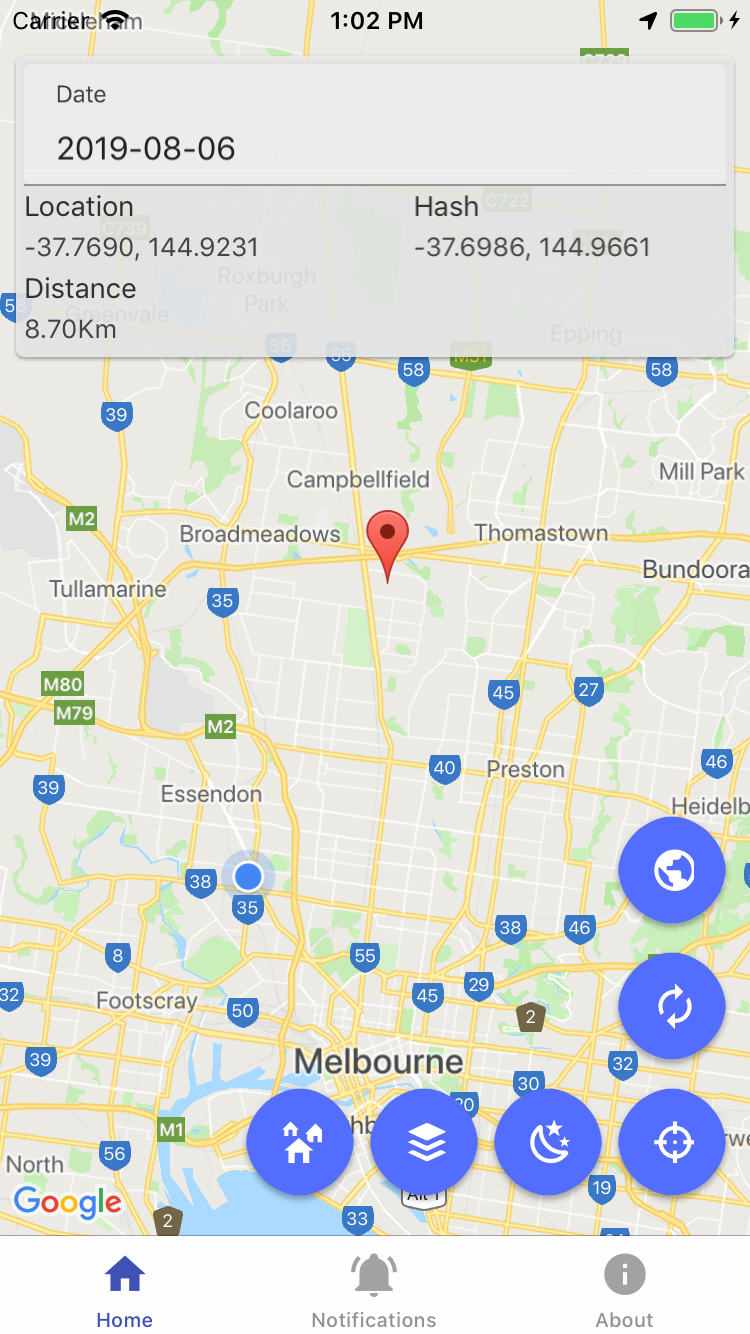 Carrier 1:02 PM
Mickleham
C729
Date
2019-08-06
Location Hash
C722
C739
-37.7690, 144.9231 -37.6986, 144.9661
Roxburgh
Park
Distance
Greenvale
8.70Km
Epping
35 55 58 M31 58
39
Coolaroo
Mill Park
Campbellfield
M2
Broadmeadows Thomastown
Bundoora
Tullamarine
35
M80
45 27
M79
M2
40 Preston 46
39 Essendon
Heidelb
38
35
38 46
8 55
32 Footscray 45 29
50 2
39 Melbourne 32
30
20
M1
56
North
19
Alt 1
Google
2 33
Home Notifications About